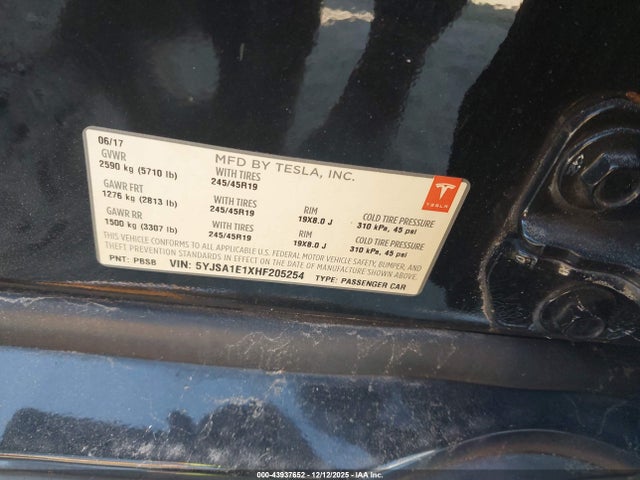 06/17
MFD BY TESLA, INC.
GVWR WITH TIRES
2590 kg (5710 lb) 245/45R19
TESLA
GAWR FRT WITH TIRES RIM COLD TIRE PRESSURE
1276 kg (2813 lb) 245/45R19 19X8.0 J 310 kPa, 45 psi
GAWR RR WITH TIRES RIM COLD TIRE PRESSURE
1500 kg (3307 lb) 245/45R19 19X8.0 J 310 kPa, 45 psi
THIS VEHICLE CONFORMS TO ALL APPLICABLE U.S. FEDERAL MOTOR VEHICLE SAFETY, BUMPER, AND
THEFT PREVENTION STANDARDS IN EFFECT ON THE DATE OF MANUFACTURE SHOWN ABOVE.
PNT: PBSB VIN: 5YJSA1E1XHF205254 TYPE: PASSENGER CAR
000-43937652 - 12/12/2025 - IAAI CORPORATE